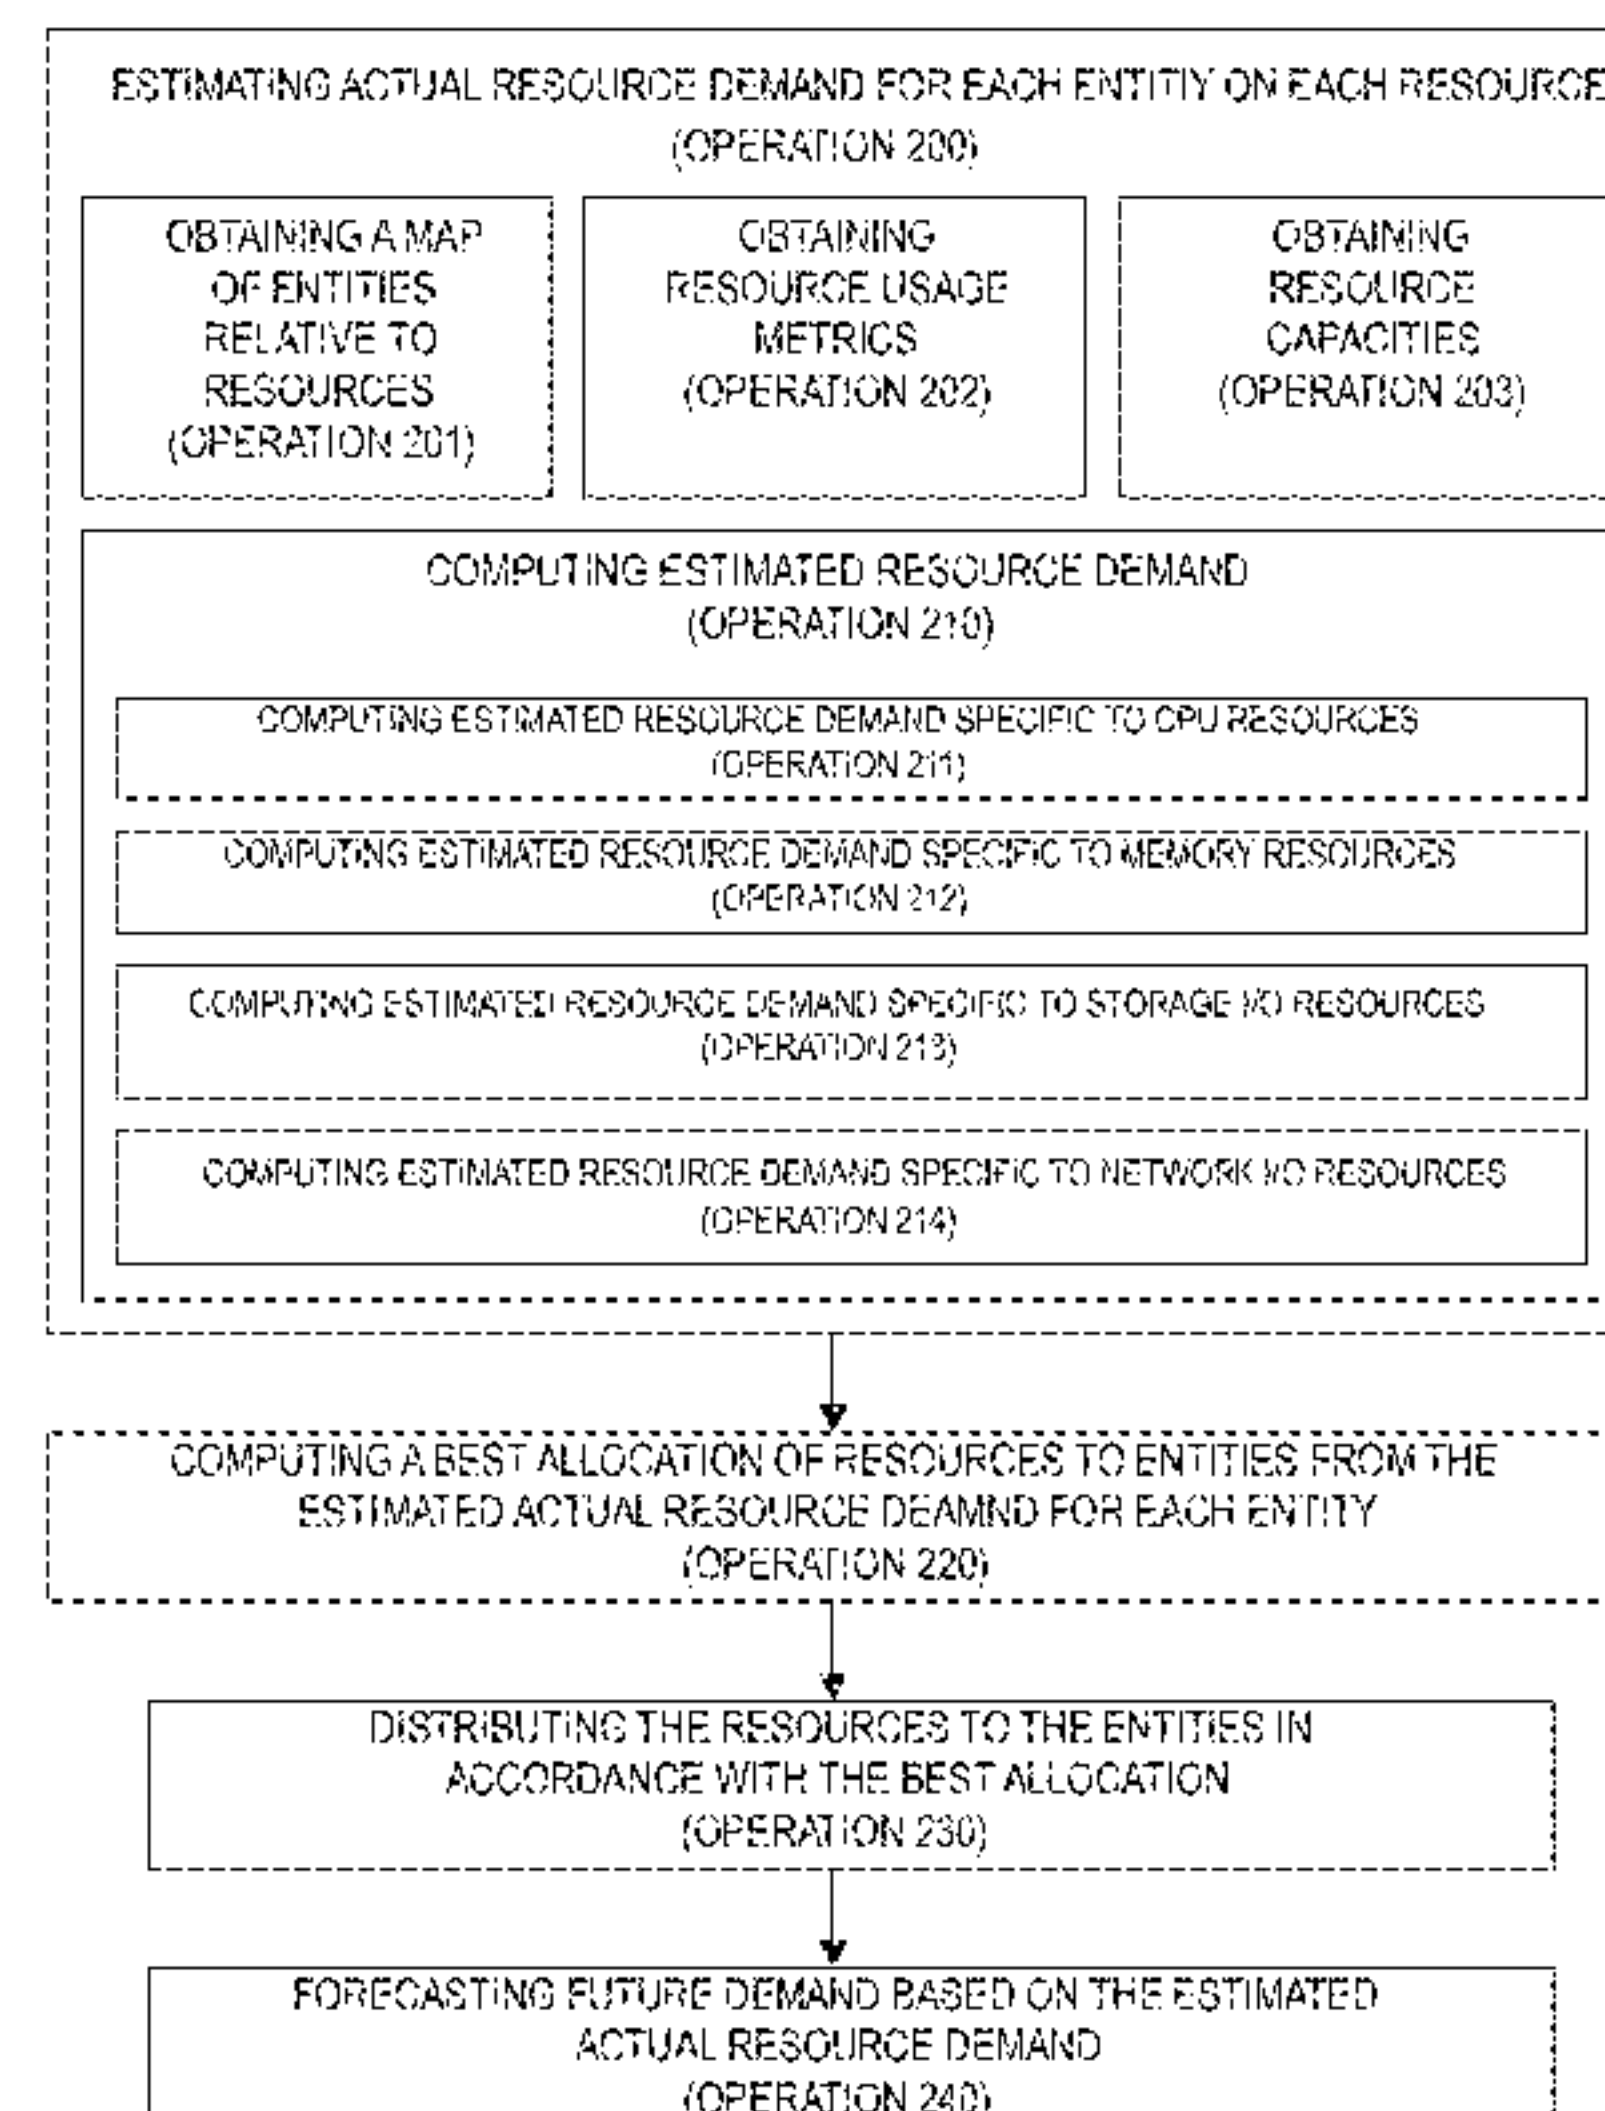 ESTIMATING ACTUAL RESOURCE DEMAND FOR EACH ENTITIY ON EACH RESOURCE
(OPERATION 200)
OBTAINING A MAP
OF ENTITIES
RELATIVE TO
RESOURCES
(OPERATION 201)
OBTAINING
RESOURCE USAGE
METRICS
(OPERATION 202)
OBTAINING
RESOURCE
CAPACITIES
(OPERATION 203)
COMPUTING ESTIMATED RESOURCE DEMAND
(OPERATION 210)
COMPUTING ESTIMATED RESOURCE DEMAND SPECIFIC TO CPU RESOURCES
(OPERATION 211)
COMPUTING ESTIMATED RESOURCE DEMAND SPECIFIC TO MEMORY RESOURCES
(OPERATION 212)
COMPUTING ESTIMATED RESOURCE DEMAND SPECIFIC TO STORAGE I/O RESOURCES
(OPERATION 213)
COMPUTING ESTIMATED RESOURCE DEMAND SPECIFIC TO NETWORK I/O RESOURCES
(OPERATION 214)
COMPUTING A BEST ALLOCATION OF RESOURCES TO ENTITIES FROM THE
ESTIMATED ACTUAL RESOURCE DEAMND FOR EACH ENTITY
(OPERATION 220)
DISTRIBUTING THE RESOURCES TO THE ENTITIES IN
ACCORDANCE WITH THE BEST ALLOCATION
(OPERATION 230)
FORECASTING FUTURE DEMAND BASED ON THE ESTIMATED
ACTUAL RESOURCE DEMAND
(OPERATION 240)